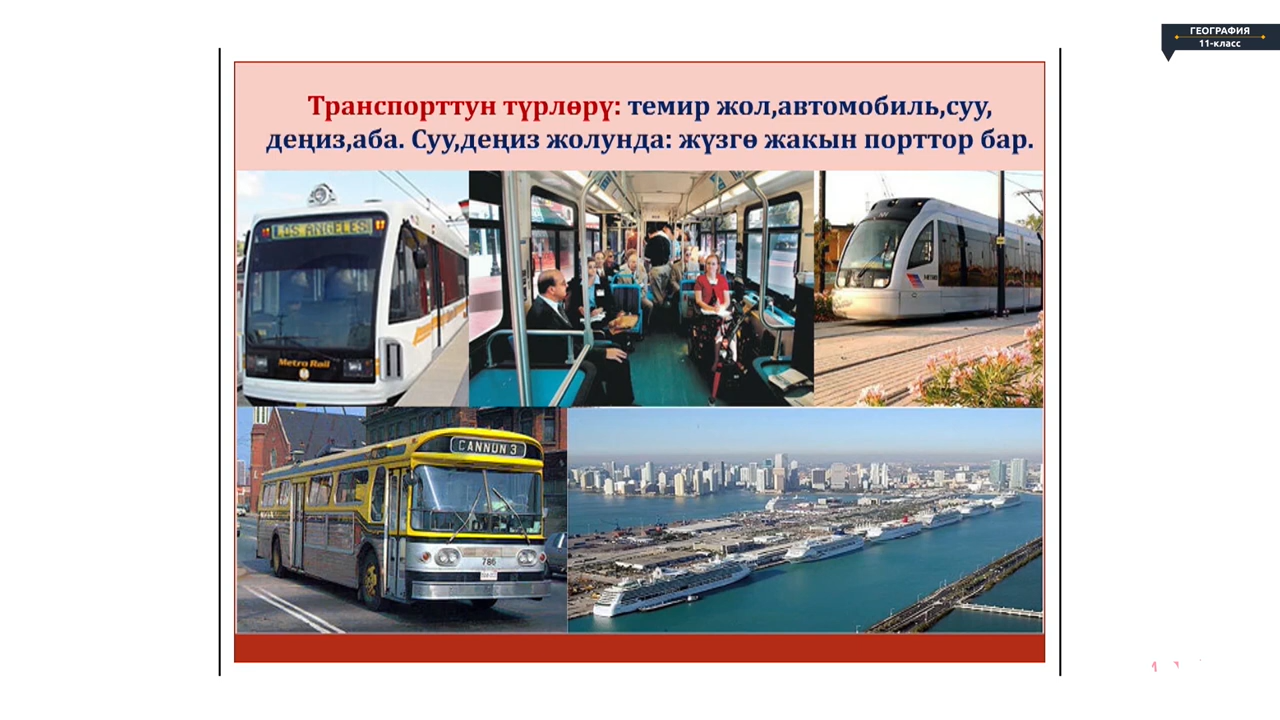 ГЕОГРАФИЯ
11-класс
Транспорттун түрлөрү: темир жол,автомобиль,суу,
деңиз,аба. Суу,деңиз жолунда: жүзгө жакын порттор бар.
LOS ANGELES
Metro Rail
CANNON 3
786